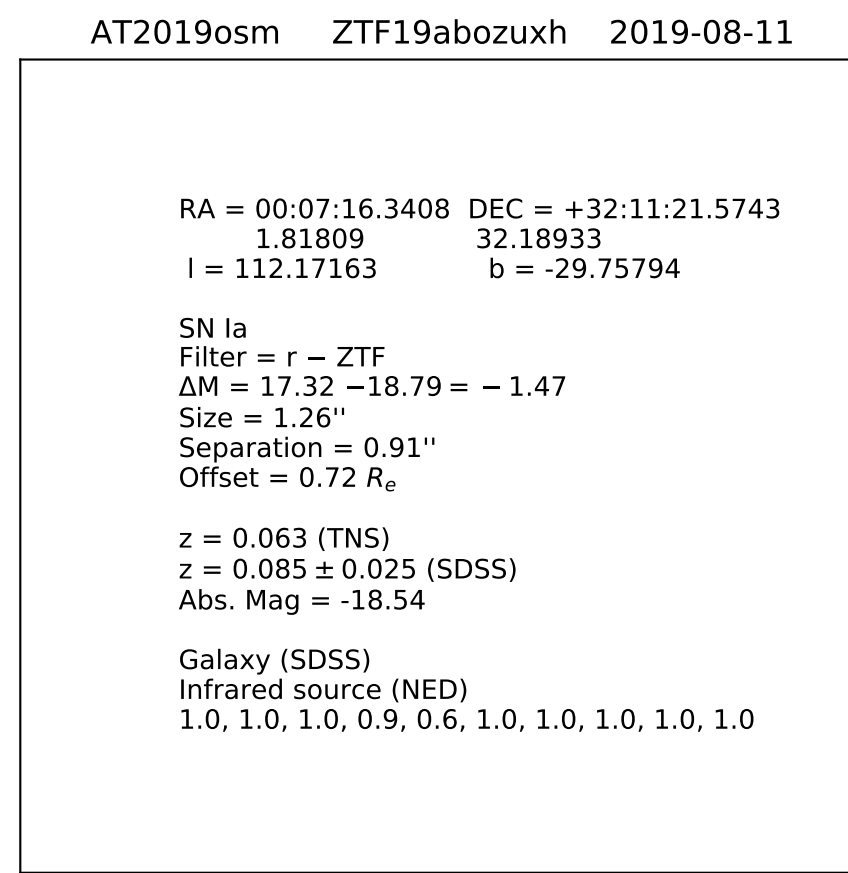 AT2019osm ZTF19abozuxh 2019-08-11
RA = 00:07:16.3408 DEC = +32:11:21.5743
1.81809 32.18933
l = 112.17163 b = -29.75794
SN Ia
Filter = r − ZTF
ΔM = 17.32 −18.79 = − 1.47
Size = 1.26''
Separation = 0.91''
Offset = 0.72 Re
z = 0.063 (TNS)
z = 0.085 ± 0.025 (SDSS)
Abs. Mag = -18.54
Galaxy (SDSS)
Infrared source (NED)
1.0, 1.0, 1.0, 0.9, 0.6, 1.0, 1.0, 1.0, 1.0, 1.0